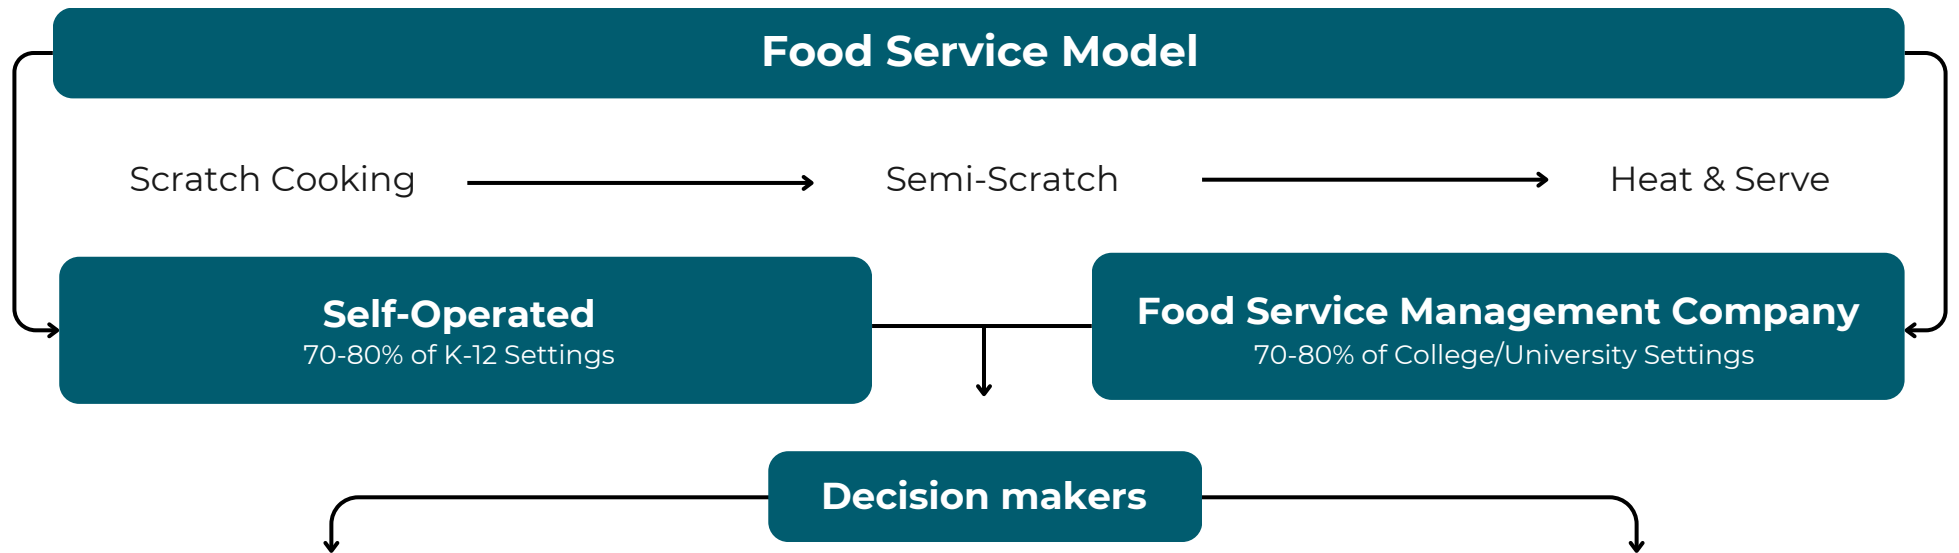 Food Service Model
Scratch Cooking
Semi-Scratch
Heat & Serve
Self-Operated
70-80% of K-12 Settings
Food Service Management Company
70-80% of College/University Settings
Decision makers